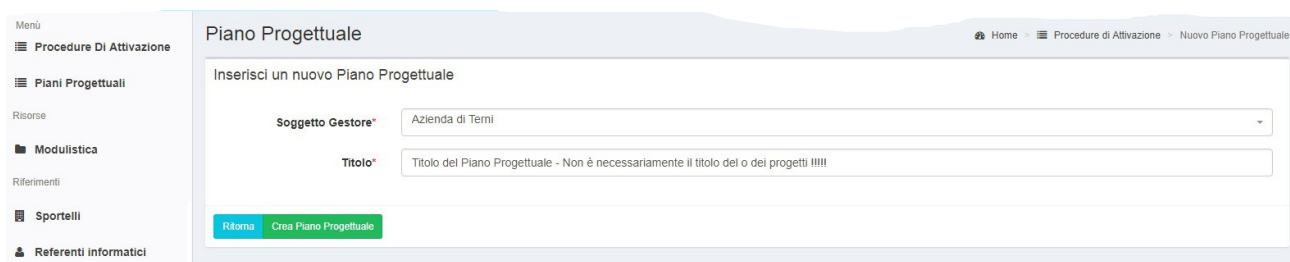 Menù
Procedure Di Attivazione
Piani Progettuali
Risorse
Modulistica
Riferimenti
Sportelli
Referenti informatici
Piano Progettuale
Home > Procedure di Attivazione > Nuovo Piano Progettuale
Inserisci un nuovo Piano Progettuale
Soggetto Gestore* Azienda di Terni
Titolo* Titolo del Piano Progettuale - Non è necessariamente il titolo del o dei progetti !!!!!
Ritorna Crea Piano Progettuale